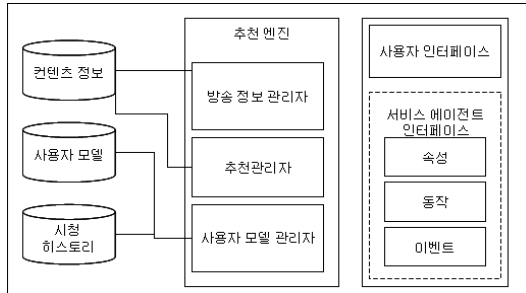 추천 엔진
컨텐츠 정보
방송 정보 관리자
사용자 모델
추천관리자
시청
히스토리
사용자 모델 관리자
사용자 인터페이스
서비스 에이전트
인터페이스
속성
동작
이벤트